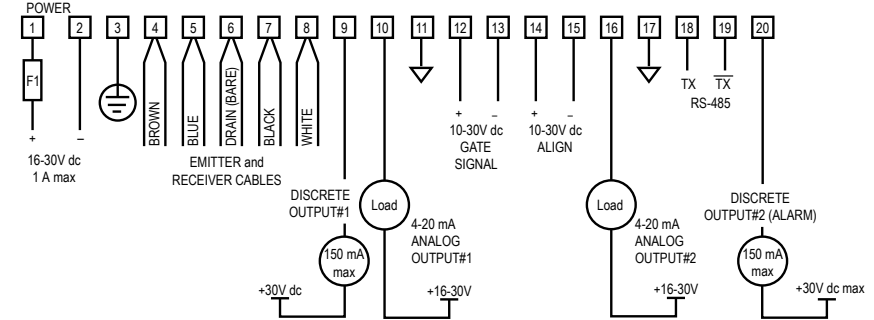 POWER
1 2 3 4 5 6 7 8 9 10 11 12 13 14 15 16 17 18 19 20
F1
+ –
16-30V dc
1 A max
BROWN
BLUE
DRAIN (BARE)
BLACK
WHITE
EMITTER and
RECEIVER CABLES
DISCRETE
OUTPUT#1
150 mA
max
+30V dc
Load
4-20 mA
ANALOG
OUTPUT#1
+16-30V
+ –
10-30V dc
GATE
SIGNAL
+ –
10-30V dc
ALIGN
Load
4-20 mA
ANALOG
OUTPUT#2
+16-30V
TX TX
RS-485
DISCRETE
OUTPUT#2 (ALARM)
150 mA
max
+30V dc max